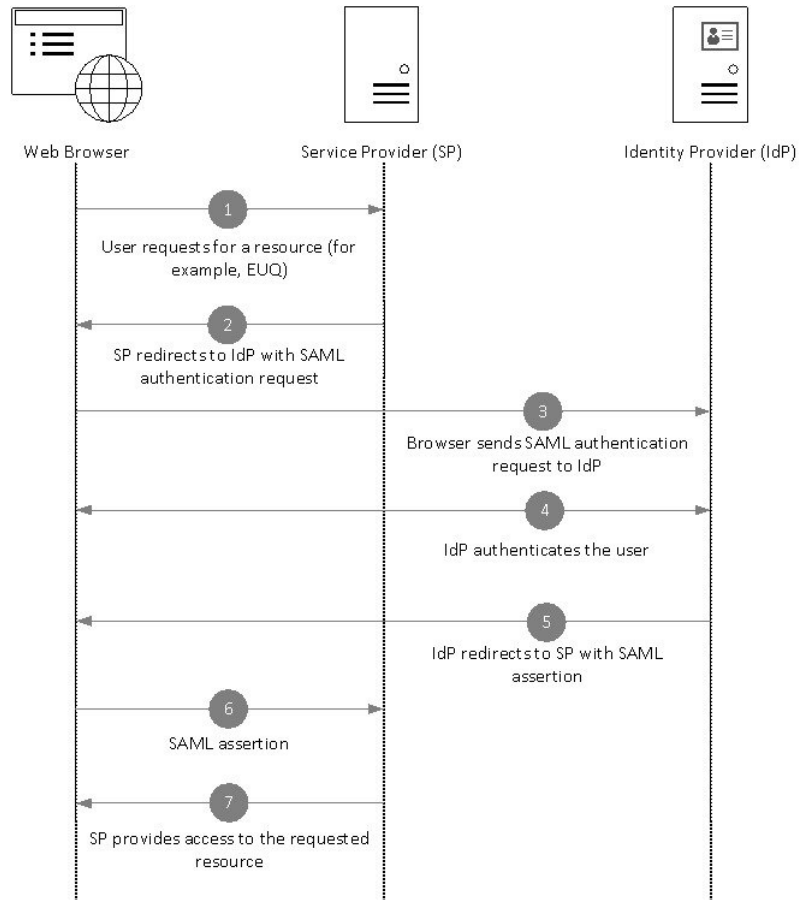 Web Browser
Service Provider (SP)
Identity Provider (IdP)
1
User requests for a resource (for
example, EUQ)
2
SP redirects to IdP with SAML
authentication request
3
Browser sends SAML authentication
request to IdP
4
IdP authenticates the user
5
IdP redirects to SP with SAML
assertion
6
SAML assertion
7
SP provides access to the requested
resource